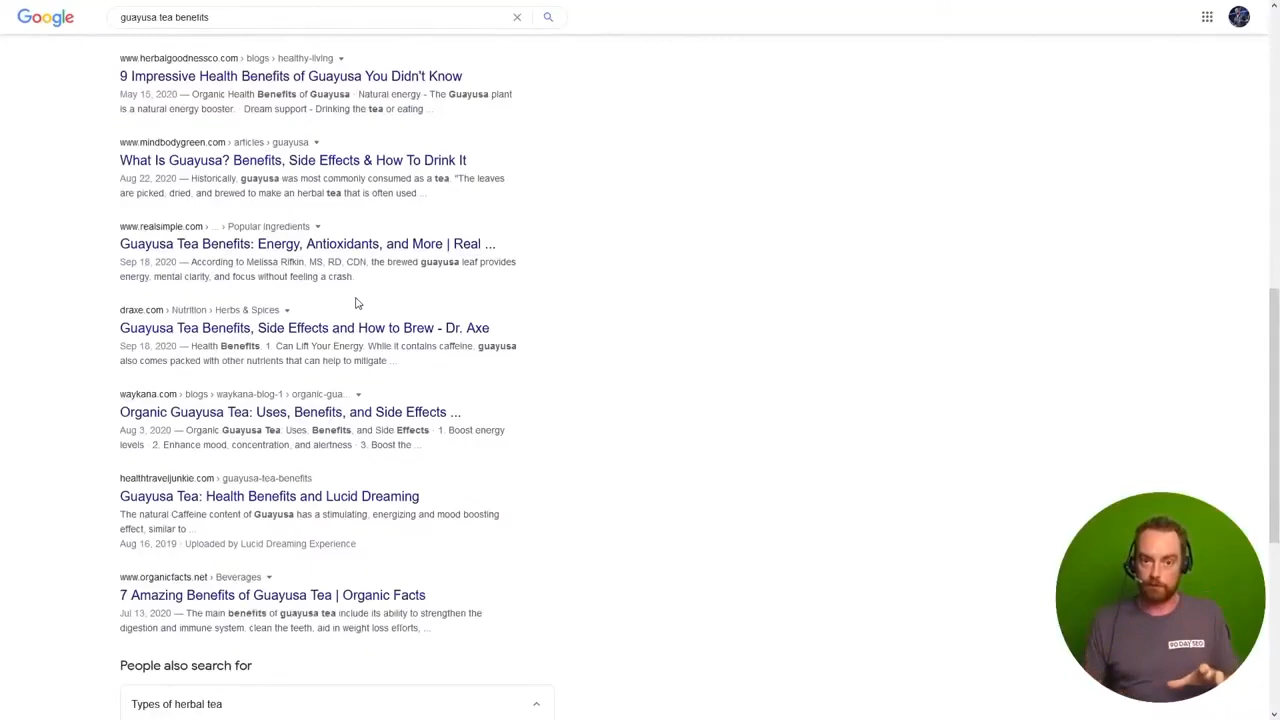 Google
guayusa tea benefits
www.herbalgoodnessco.com › blogs › healthy-living
9 Impressive Health Benefits of Guayusa You Didn't Know
May 15, 2020 — Organic Health Benefits of Guayusa · Natural energy - The Guayusa plant
is a natural energy booster. Dream support - Drinking the tea or eating ...
www.mindbodygreen.com › articles › guayusa
What Is Guayusa? Benefits, Side Effects & How To Drink It
Aug 22, 2020 — Historically, guayusa was most commonly consumed as a tea. "The leaves
are picked, dried, and brewed to make an herbal tea that is often used ...
www.realsimple.com › ... › Popular ingredients
Guayusa Tea Benefits: Energy, Antioxidants, and More | Real ...
Sep 18, 2020 — According to Melissa Rifkin, MS, RD, CDN, the brewed guayusa leaf provides
energy, mental clarity, and focus without feeling a crash.
draxe.com › Nutrition › Herbs & Spices
Guayusa Tea Benefits, Side Effects and How to Brew - Dr. Axe
Sep 18, 2020 — Health Benefits. 1. Can Lift Your Energy. While it contains caffeine, guayusa
also comes packed with other nutrients that can help to mitigate ...
waykana.com › blogs › waykana-blog-1 › organic-gua...
Organic Guayusa Tea: Uses, Benefits, and Side Effects ...
Aug 3, 2020 — Organic Guayusa Tea: Uses, Benefits, and Side Effects · 1. Boost energy
levels · 2. Enhance mood, concentration, and alertness · 3. Boost the ...
healthtraveljunkie.com › guayusa-tea-benefits
Guayusa Tea: Health Benefits and Lucid Dreaming
The natural Caffeine content of Guayusa has a stimulating, energizing and mood boosting
effect, similar to ...
Aug 16, 2019 · Uploaded by Lucid Dreaming Experience
www.organicfacts.net › Beverages
7 Amazing Benefits of Guayusa Tea | Organic Facts
Jul 13, 2020 — The main benefits of guayusa tea include its ability to strengthen the
digestion and immune system, clean the teeth, aid in weight loss efforts, ...
90 DAY SEO
People also search for
Types of herbal tea